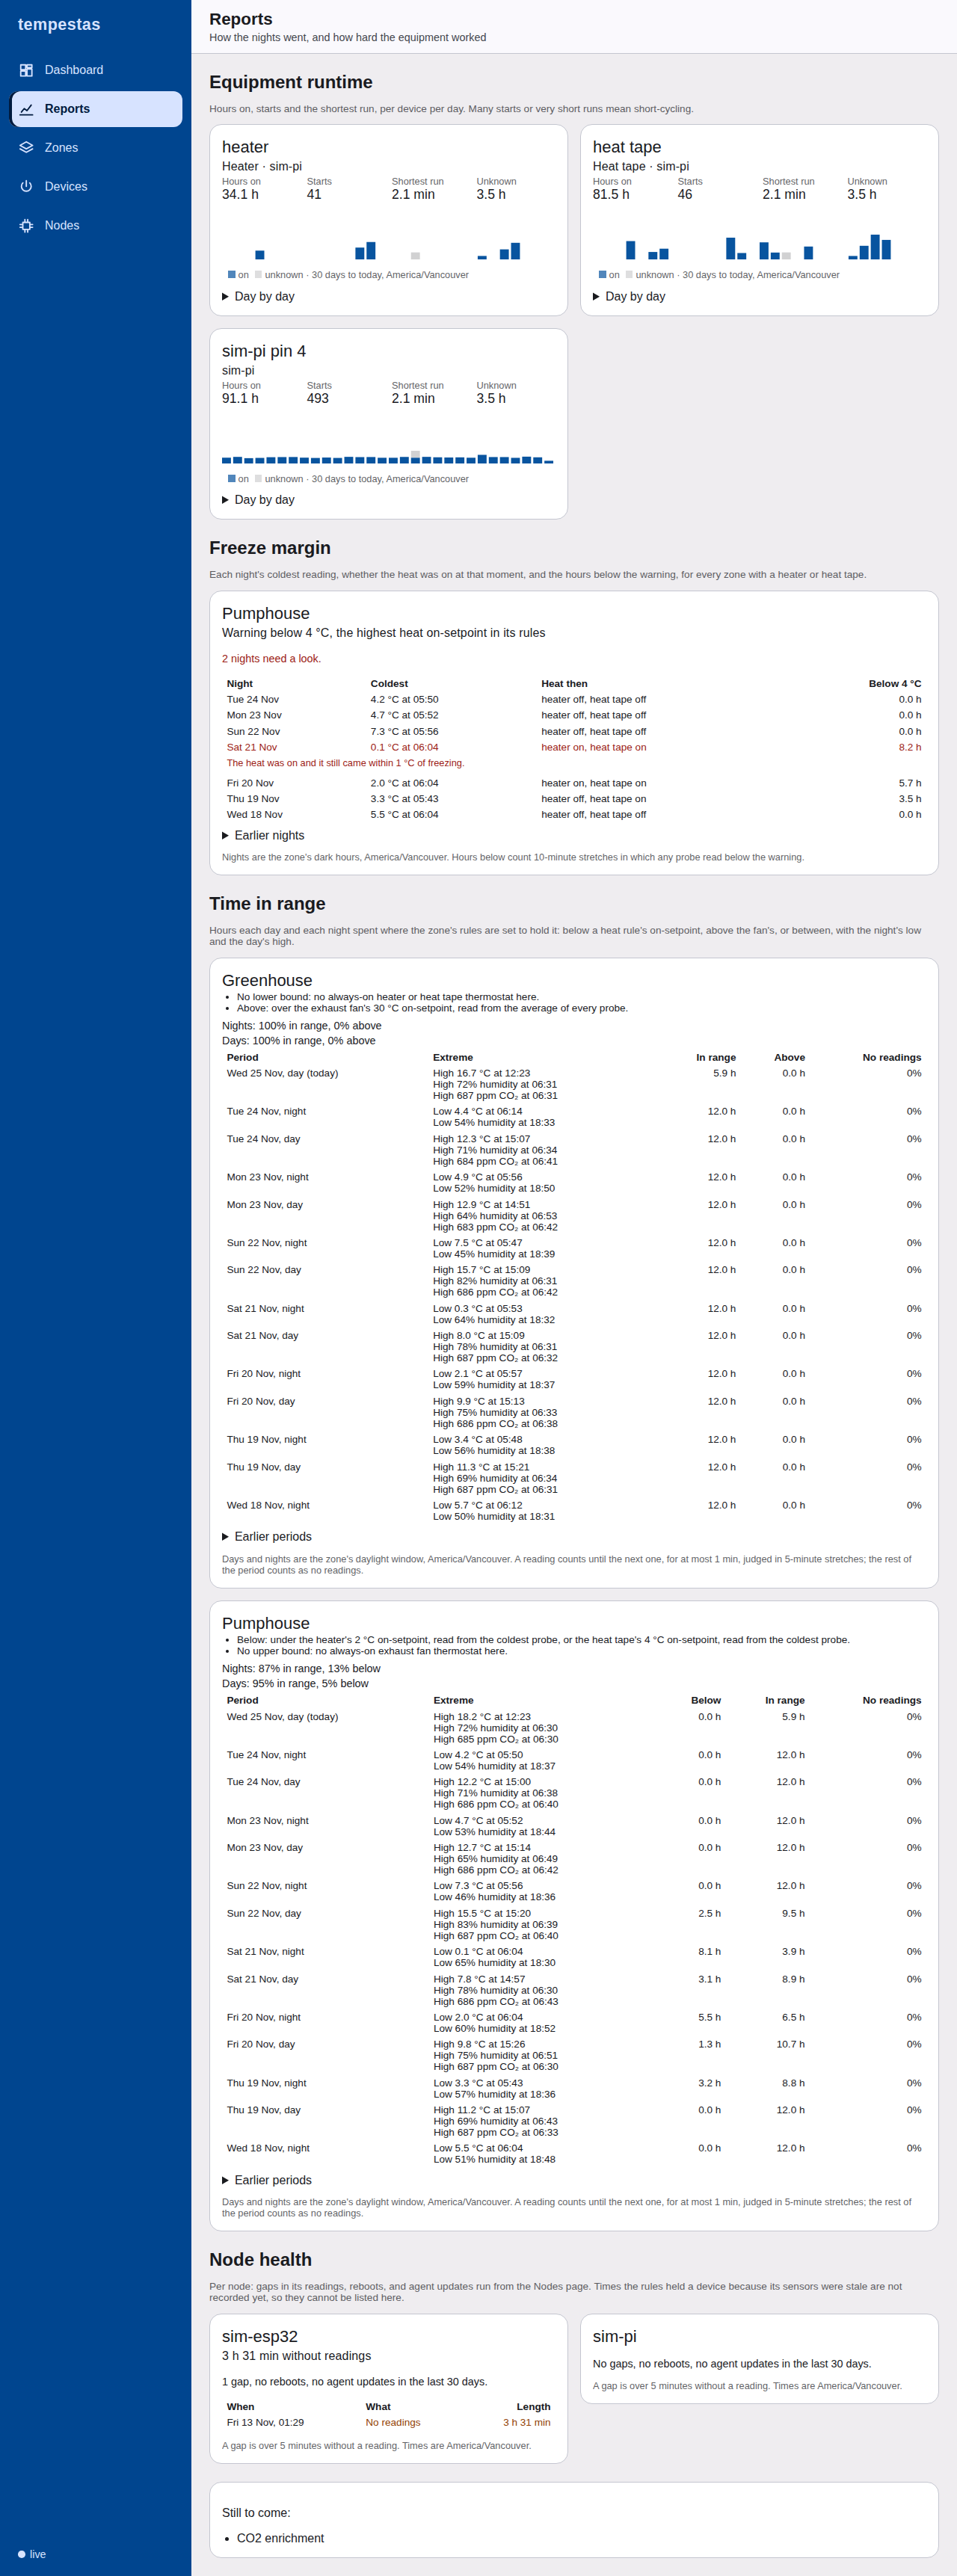 tempestas
Dashboard
Reports
Zones
Devices
Nodes
live
Reports
How the nights went, and how hard the equipment worked
Equipment runtime
Hours on, starts and the shortest run, per device per day. Many starts or very short runs mean short-cycling.
heater
Heater · sim-pi
Hours on Starts Shortest run Unknown
34.1 h 41 2.1 min 3.5 h
on unknown · 30 days to today, America/Vancouver
Day by day
heat tape
Heat tape · sim-pi
Hours on Starts Shortest run Unknown
81.5 h 46 2.1 min 3.5 h
on unknown · 30 days to today, America/Vancouver
Day by day
sim-pi pin 4
sim-pi
Hours on Starts Shortest run Unknown
91.1 h 493 2.1 min 3.5 h
on unknown · 30 days to today, America/Vancouver
Day by day
Freeze margin
Each night's coldest reading, whether the heat was on at that moment, and the hours below the warning, for every zone with a heater or heat tape.
Pumphouse
Warning below 4 °C, the highest heat on-setpoint in its rules
2 nights need a look.
Night Coldest Heat then Below 4 °C
Tue 24 Nov 4.2 °C at 05:50 heater off, heat tape off 0.0 h
Mon 23 Nov 4.7 °C at 05:52 heater off, heat tape off 0.0 h
Sun 22 Nov 7.3 °C at 05:56 heater off, heat tape off 0.0 h
Sat 21 Nov 0.1 °C at 06:04 heater on, heat tape on 8.2 h
The heat was on and it still came within 1 °C of freezing.
Fri 20 Nov 2.0 °C at 06:04 heater on, heat tape on 5.7 h
Thu 19 Nov 3.3 °C at 05:43 heater off, heat tape on 3.5 h
Wed 18 Nov 5.5 °C at 06:04 heater off, heat tape off 0.0 h
Earlier nights
Nights are the zone's dark hours, America/Vancouver. Hours below count 10-minute stretches in which any probe read below the warning.
Time in range
Hours each day and each night spent where the zone's rules are set to hold it: below a heat rule's on-setpoint, above the fan's, or between, with the night's low
and the day's high.
Greenhouse
• No lower bound: no always-on heater or heat tape thermostat here.
• Above: over the exhaust fan's 30 °C on-setpoint, read from the average of every probe.
Nights: 100% in range, 0% above
Days: 100% in range, 0% above
Period Extreme In range Above No readings
Wed 25 Nov, day (today) High 16.7 °C at 12:23 5.9 h 0.0 h 0%
High 72% humidity at 06:31
High 687 ppm CO₂ at 06:31
Tue 24 Nov, night Low 4.4 °C at 06:14 12.0 h 0.0 h 0%
Low 54% humidity at 18:33
Tue 24 Nov, day High 12.3 °C at 15:07 12.0 h 0.0 h 0%
High 71% humidity at 06:34
High 684 ppm CO₂ at 06:41
Mon 23 Nov, night Low 4.9 °C at 05:56 12.0 h 0.0 h 0%
Low 52% humidity at 18:50
Mon 23 Nov, day High 12.9 °C at 14:51 12.0 h 0.0 h 0%
High 64% humidity at 06:53
High 683 ppm CO₂ at 06:42
Sun 22 Nov, night Low 7.5 °C at 05:47 12.0 h 0.0 h 0%
Low 45% humidity at 18:39
Sun 22 Nov, day High 15.7 °C at 15:09 12.0 h 0.0 h 0%
High 82% humidity at 06:31
High 686 ppm CO₂ at 06:42
Sat 21 Nov, night Low 0.3 °C at 05:53 12.0 h 0.0 h 0%
Low 64% humidity at 18:32
Sat 21 Nov, day High 8.0 °C at 15:09 12.0 h 0.0 h 0%
High 78% humidity at 06:31
High 687 ppm CO₂ at 06:32
Fri 20 Nov, night Low 2.1 °C at 05:57 12.0 h 0.0 h 0%
Low 59% humidity at 18:37
Fri 20 Nov, day High 9.9 °C at 15:13 12.0 h 0.0 h 0%
High 75% humidity at 06:33
High 686 ppm CO₂ at 06:38
Thu 19 Nov, night Low 3.4 °C at 05:48 12.0 h 0.0 h 0%
Low 56% humidity at 18:38
Thu 19 Nov, day High 11.3 °C at 15:21 12.0 h 0.0 h 0%
High 69% humidity at 06:34
High 687 ppm CO₂ at 06:31
Wed 18 Nov, night Low 5.7 °C at 06:12 12.0 h 0.0 h 0%
Low 50% humidity at 18:31
Earlier periods
Days and nights are the zone's daylight window, America/Vancouver. A reading counts until the next one, for at most 1 min, judged in 5-minute stretches; the rest of
the period counts as no readings.
Pumphouse
• Below: under the heater's 2 °C on-setpoint, read from the coldest probe, or the heat tape's 4 °C on-setpoint, read from the coldest probe.
• No upper bound: no always-on exhaust fan thermostat here.
Nights: 87% in range, 13% below
Days: 95% in range, 5% below
Period Extreme Below In range No readings
Wed 25 Nov, day (today) High 18.2 °C at 12:23 0.0 h 5.9 h 0%
High 72% humidity at 06:30
High 685 ppm CO₂ at 06:30
Tue 24 Nov, night Low 4.2 °C at 05:50 0.0 h 12.0 h 0%
Low 54% humidity at 18:37
Tue 24 Nov, day High 12.2 °C at 15:00 0.0 h 12.0 h 0%
High 71% humidity at 06:38
High 686 ppm CO₂ at 06:40
Mon 23 Nov, night Low 4.7 °C at 05:52 0.0 h 12.0 h 0%
Low 53% humidity at 18:44
Mon 23 Nov, day High 12.7 °C at 15:14 0.0 h 12.0 h 0%
High 65% humidity at 06:49
High 686 ppm CO₂ at 06:42
Sun 22 Nov, night Low 7.3 °C at 05:56 0.0 h 12.0 h 0%
Low 46% humidity at 18:36
Sun 22 Nov, day High 15.5 °C at 15:20 2.5 h 9.5 h 0%
High 83% humidity at 06:39
High 687 ppm CO₂ at 06:40
Sat 21 Nov, night Low 0.1 °C at 06:04 8.1 h 3.9 h 0%
Low 65% humidity at 18:30
Sat 21 Nov, day High 7.8 °C at 14:57 3.1 h 8.9 h 0%
High 78% humidity at 06:30
High 686 ppm CO₂ at 06:43
Fri 20 Nov, night Low 2.0 °C at 06:04 5.5 h 6.5 h 0%
Low 60% humidity at 18:52
Fri 20 Nov, day High 9.8 °C at 15:26 1.3 h 10.7 h 0%
High 75% humidity at 06:51
High 687 ppm CO₂ at 06:30
Thu 19 Nov, night Low 3.3 °C at 05:43 3.2 h 8.8 h 0%
Low 57% humidity at 18:36
Thu 19 Nov, day High 11.2 °C at 15:07 0.0 h 12.0 h 0%
High 69% humidity at 06:43
High 687 ppm CO₂ at 06:33
Wed 18 Nov, night Low 5.5 °C at 06:04 0.0 h 12.0 h 0%
Low 51% humidity at 18:48
Earlier periods
Days and nights are the zone's daylight window, America/Vancouver. A reading counts until the next one, for at most 1 min, judged in 5-minute stretches; the rest of
the period counts as no readings.
Node health
Per node: gaps in its readings, reboots, and agent updates run from the Nodes page. Times the rules held a device because its sensors were stale are not
recorded yet, so they cannot be listed here.
sim-esp32
3 h 31 min without readings
1 gap, no reboots, no agent updates in the last 30 days.
When What Length
Fri 13 Nov, 01:29 No readings 3 h 31 min
A gap is over 5 minutes without a reading. Times are America/Vancouver.
sim-pi
No gaps, no reboots, no agent updates in the last 30 days.
A gap is over 5 minutes without a reading. Times are America/Vancouver.
Still to come:
• CO2 enrichment